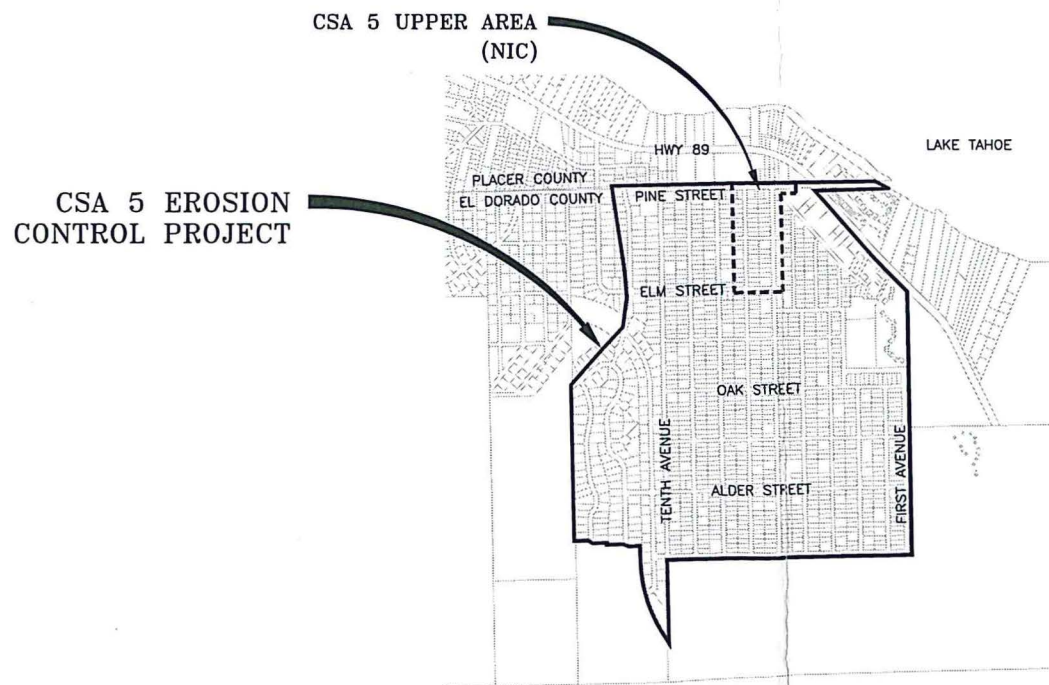 CSA 5 UPPER AREA
(NIC)
LAKE TAHOE
HWY 89
PLACER COUNTY
EL DORADO COUNTY
PINE STREET
CSA 5 EROSION
CONTROL PROJECT
ELM STREET
OAK STREET
TENTH AVENUE
FIRST AVENUE
ALDER STREET